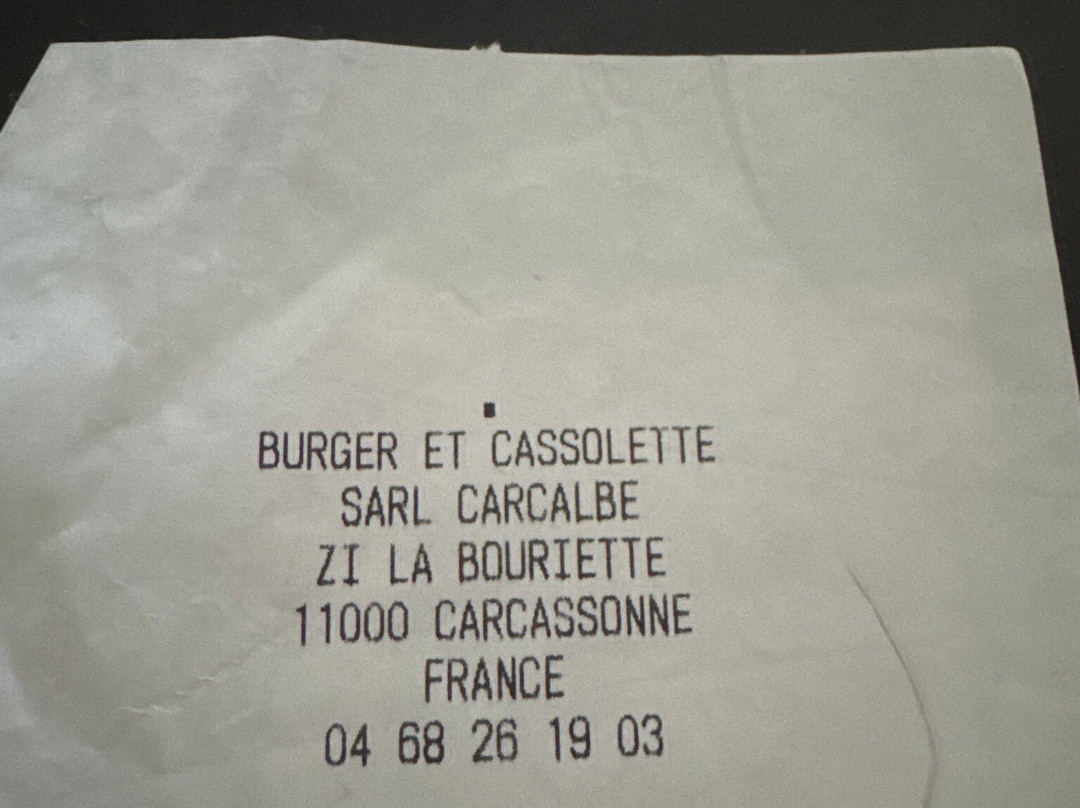 BURGER ET CASSOLETTE
SARL CARCALBE
ZI LA BOURIETTE
11000 CARCASSONNE
FRANCE
04 68 26 19 03